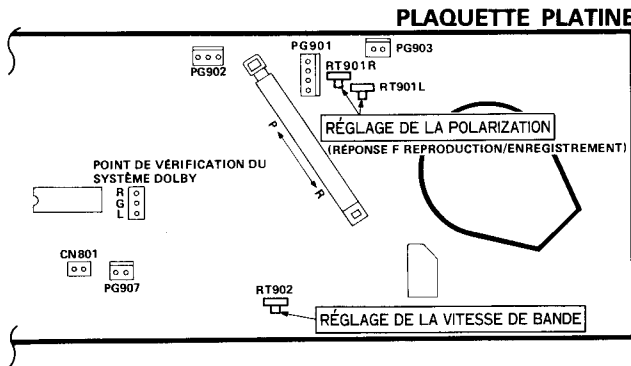 PLAQUETTE PLATINE
PG901
PG903
PG902
RT901R
RT901L
RÉGLAGE DE LA POLARIZATION
(RÉPONSE F REPRODUCTION/ENREGISTREMENT)
P
R
POINT DE VÉRIFICATION DU
SYSTÈME DOLBY
R
G
L
CN801
PG907
RT902
RÉGLAGE DE LA VITESSE DE BANDE